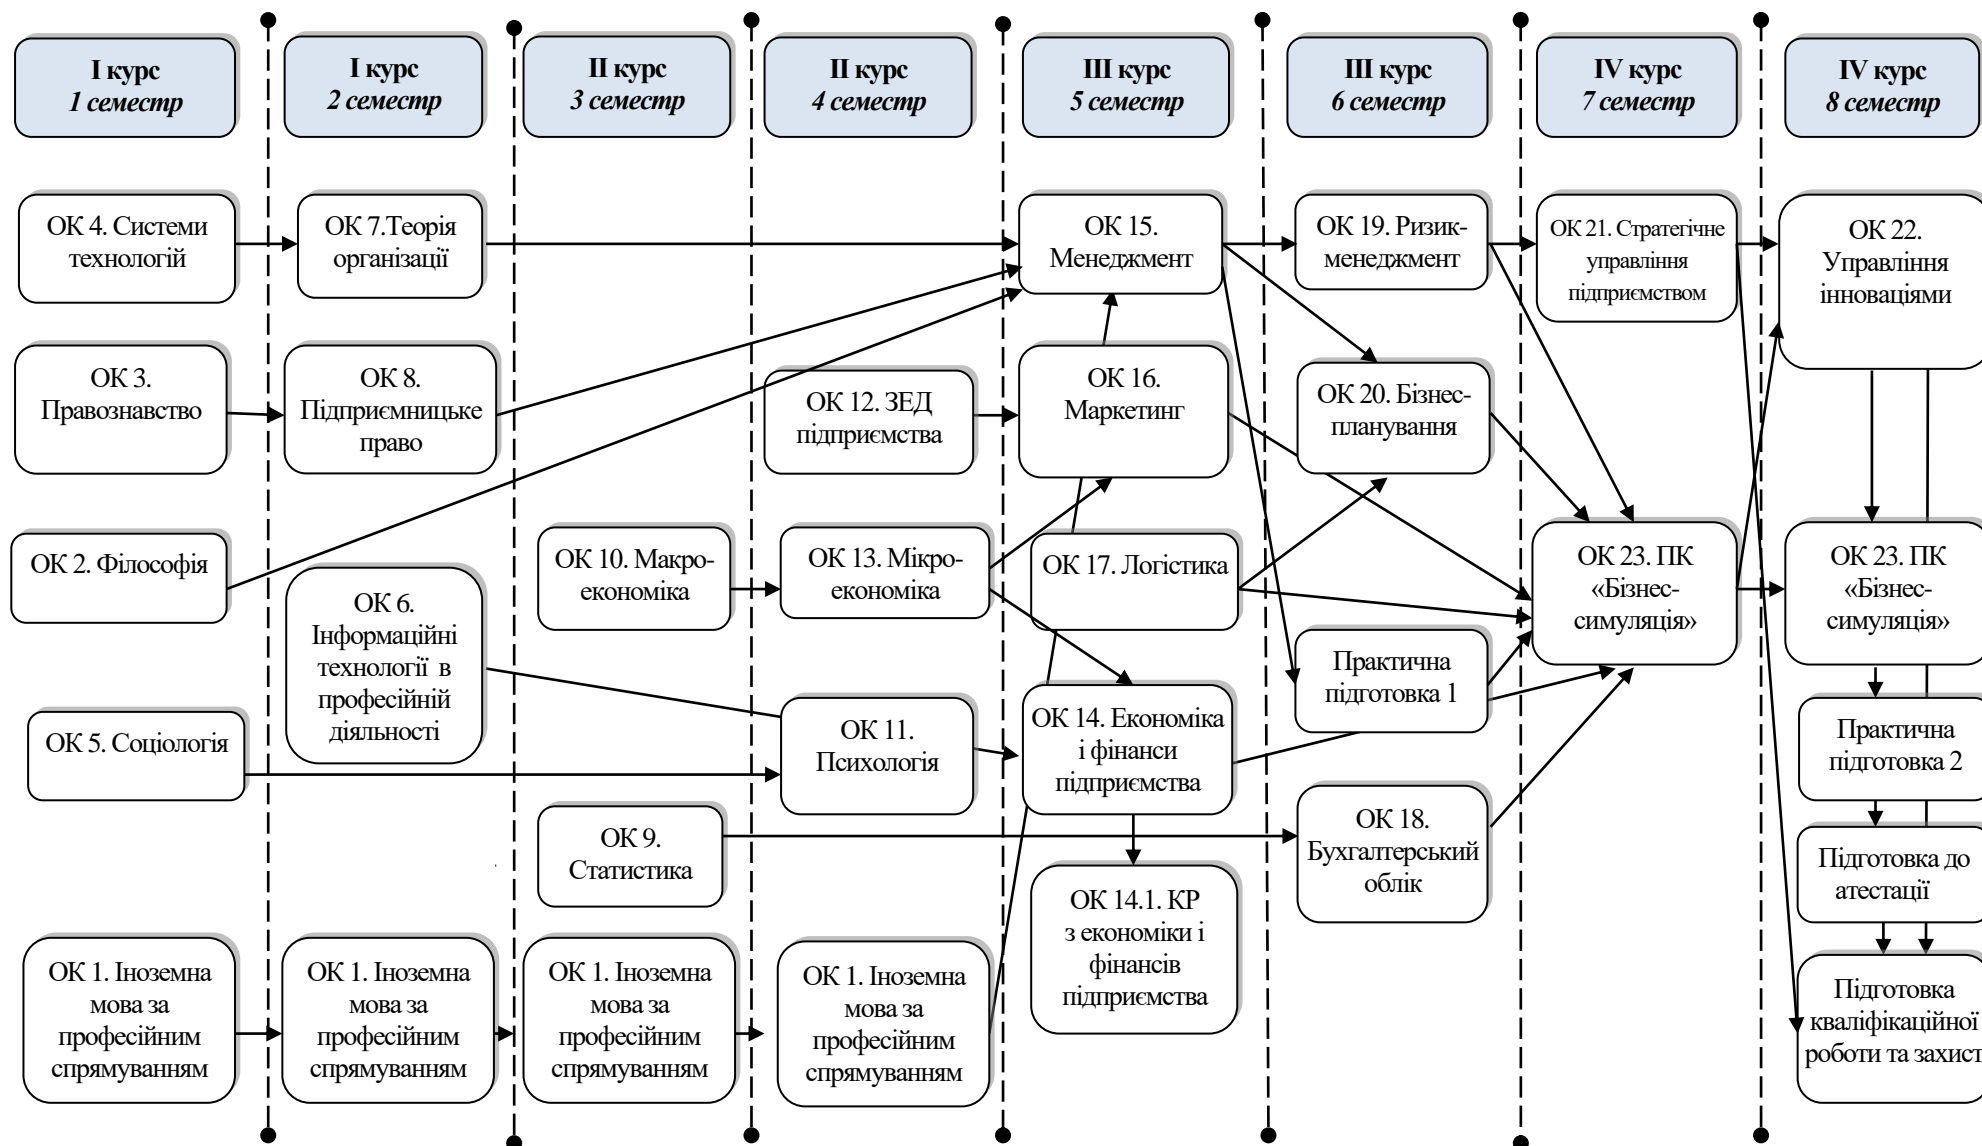 І курс
1 семестр
І курс
2 семестр
ІІ курс
3 семестр
ІІ курс
4 семестр
ІІІ курс
5 семестр
ІІІ курс
6 семестр
IV курс
7 семестр
IV курс
8 семестр
ОК 4. Системи
технологій
ОК 3.
Правознавство
ОК 2. Філософія
ОК 5. Соціологія
ОК 1. Іноземна
мова за
професійним
спрямуванням
ОК 7.Теорія
організації
ОК 8.
Підприємницьке
право
ОК 6.
Інформаційні
технології в
професійній
діяльності
ОК 1. Іноземна
мова за
професійним
спрямуванням
ОК 10. Макро-
економіка
ОК 9.
Статистика
ОК 1. Іноземна
мова за
професійним
спрямуванням
ОК 12. ЗЕД
підприємства
ОК 13. Мікро-
економіка
ОК 11.
Психологія
ОК 1. Іноземна
мова за
професійним
спрямуванням
ОК 15.
Менеджмент
ОК 16.
Маркетинг
ОК 17. Логістика
ОК 14. Економіка
і фінанси
підприємства
ОК 14.1. КР
з економіки і
фінансів
підприємства
ОК 19. Ризик-
менеджмент
ОК 20. Бізнес-
планування
Практична
підготовка 1
ОК 18.
Бухгалтерський
облік
ОК 21. Стратегічне
управління
підприємством
ОК 23. ПК
«Бізнес-
симуляція»
ОК 22.
Управління
інноваціями
ОК 23. ПК
«Бізнес-
симуляція»
Практична
підготовка 2
Підготовка до
атестації
Підготовка
кваліфікаційної
роботи та захист